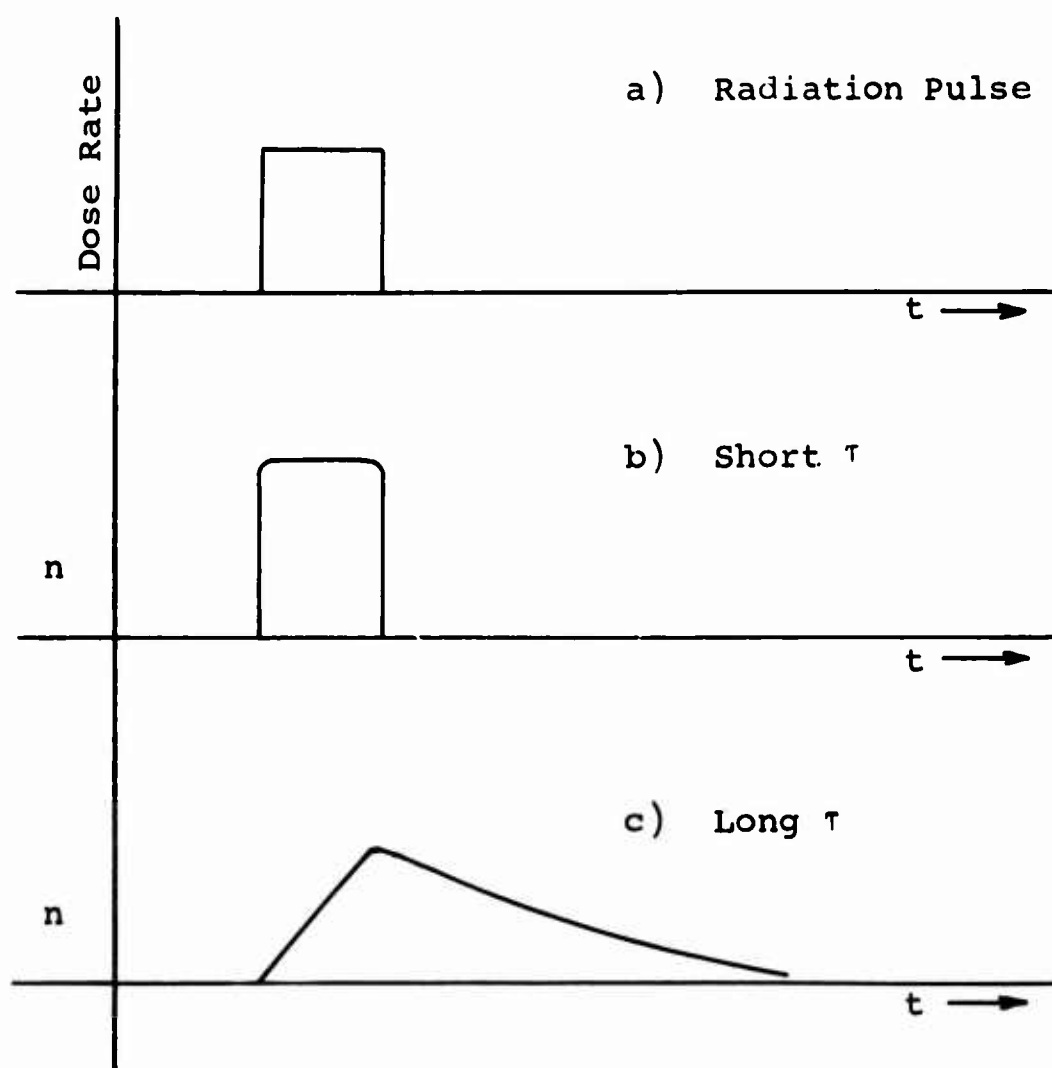 a) Radiation Pulse
Dose Rate
t
b) Short τ
n
t
c) Long τ
n
t